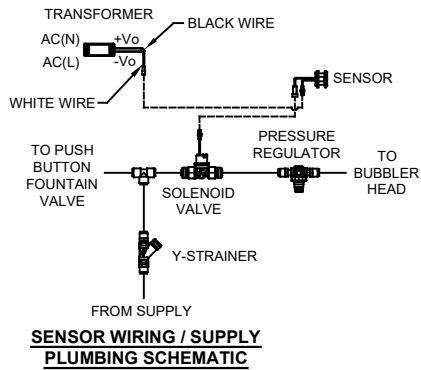 TRANSFORMER
BLACK WIRE
AC(N)
+Vo
AC(L)
-Vo
WHITE WIRE
SENSOR
TO PUSH
BUTTON
FOUNTAIN
VALVE
SOLENOID
VALVE
PRESSURE
REGULATOR
TO
BUBBLER
HEAD
Y-STRAINER
FROM SUPPLY
SENSOR WIRING / SUPPLY
PLUMBING SCHEMATIC